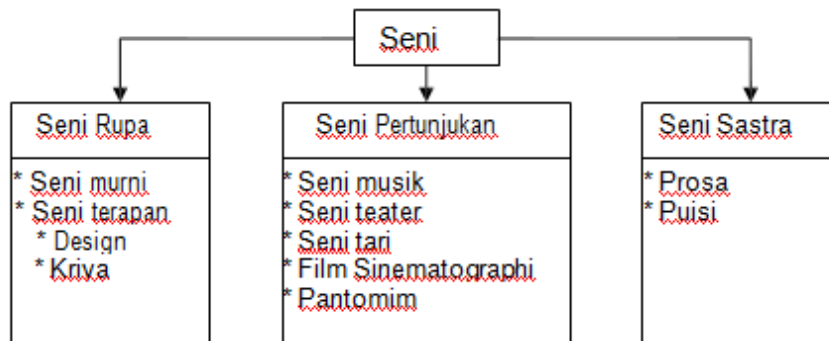 Seni
Seni Rupa
* Seni murni
* Seni terapan
* Design
* Kriya
Seni Pertunjukan
* Seni musik
* Seni teater
* Seni tari
* Film Sinematographi
* Pantomim
Seni Sastra
* Prosa
* Puisi